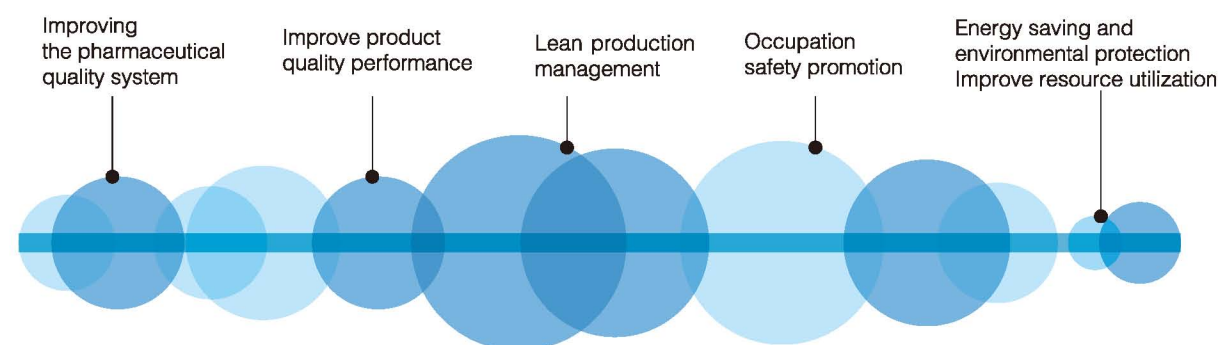 Improving
the pharmaceutical
quality system
Improve product
quality performance
Lean production
management
Occupation
safety promotion
Energy saving and
environmental protection
Improve resource utilization